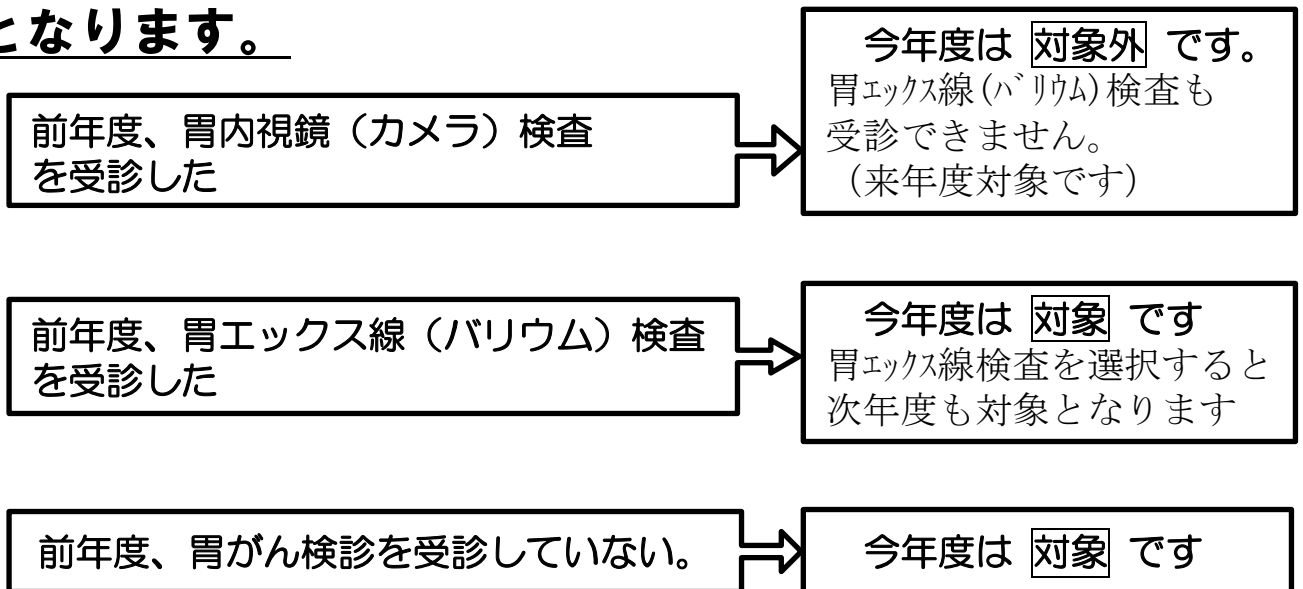 となります。
前年度、胃内視鏡（カメラ）検査
を受診した
今年度は 対象外 です。
胃ｴｯｸｽ線(ﾊﾞﾘｳﾑ)検査も
受診できません。
（来年度対象です）
前年度、胃エックス線（バリウム）検査
を受診した
今年度は 対象 です
胃ｴｯｸｽ線検査を選択すると
次年度も対象となります
前年度、胃がん検診を受診していない。
今年度は 対象 です